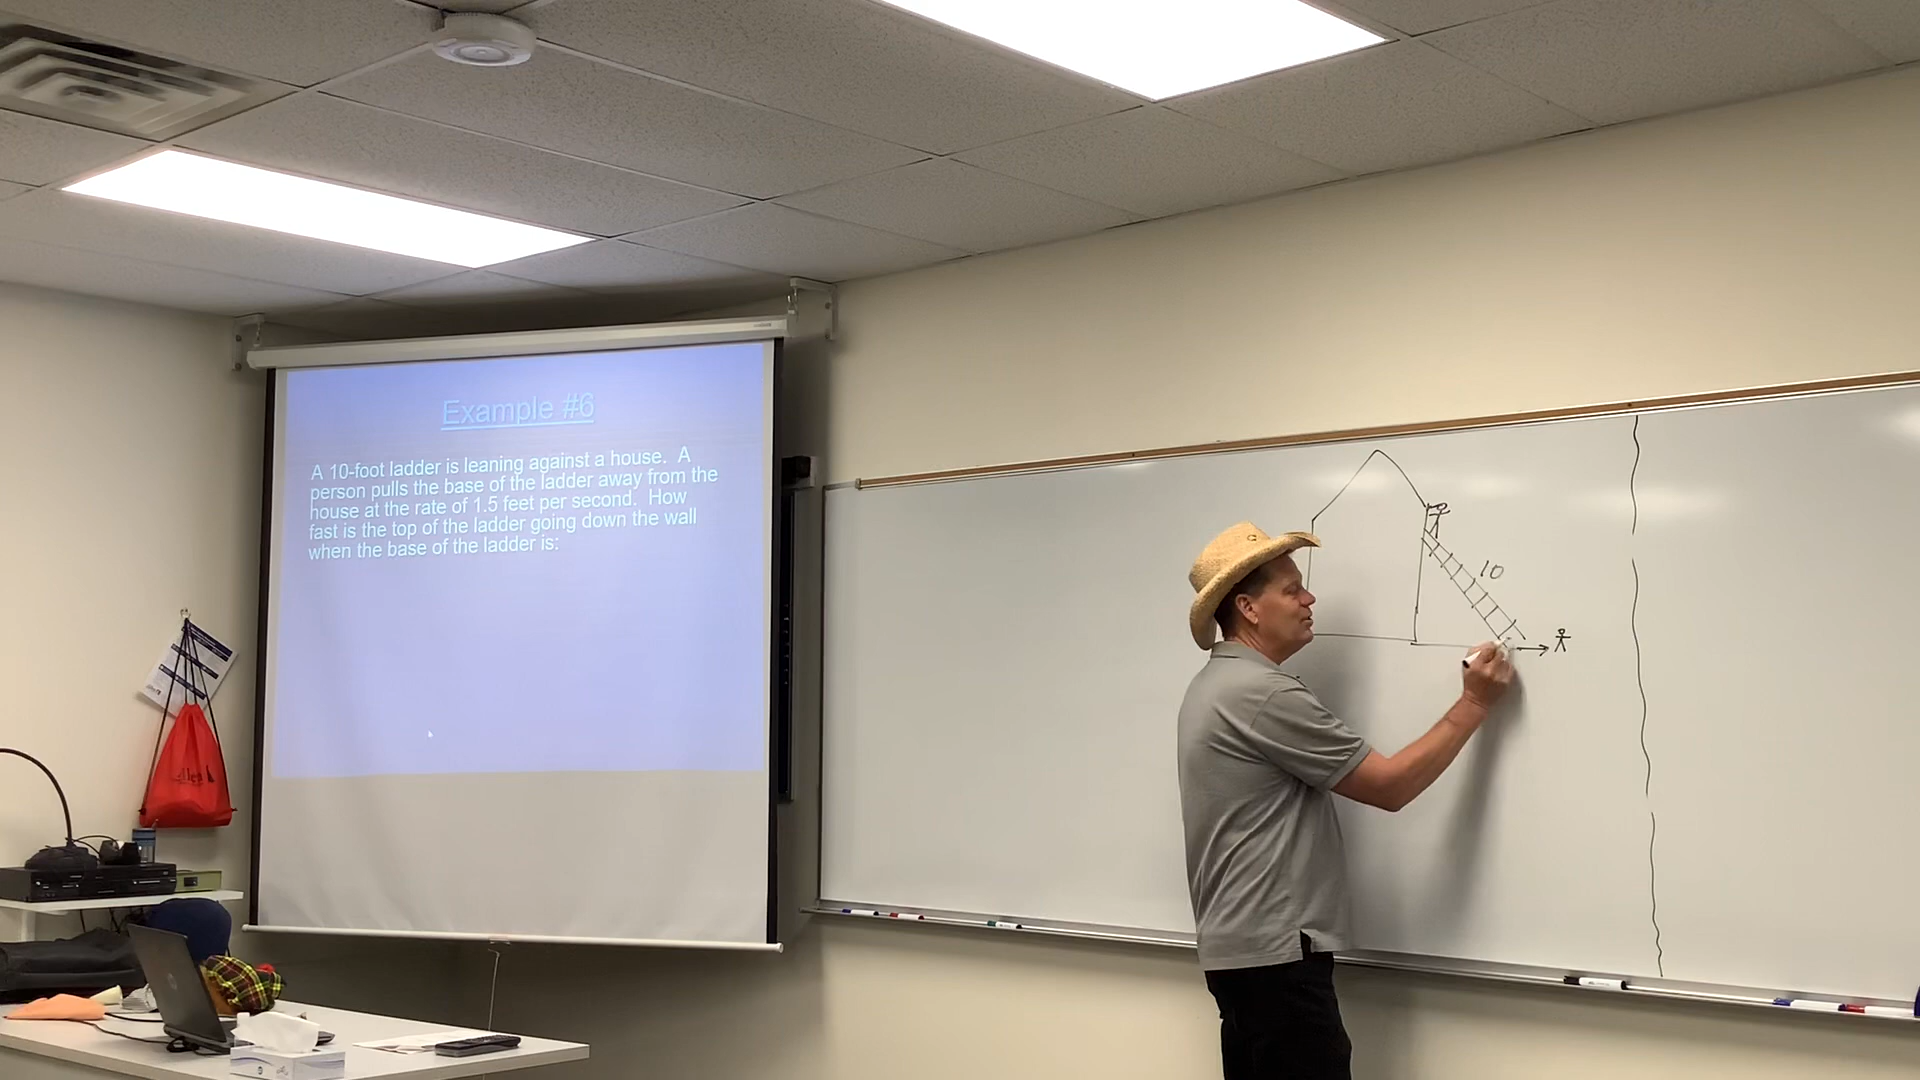 Example #6
A 10-foot ladder is leaning against a house. A
person pulls the base of the ladder away from the
house at the rate of 1.5 feet per second. How
fast is the top of the ladder going down the wall
when the base of the ladder is:
10